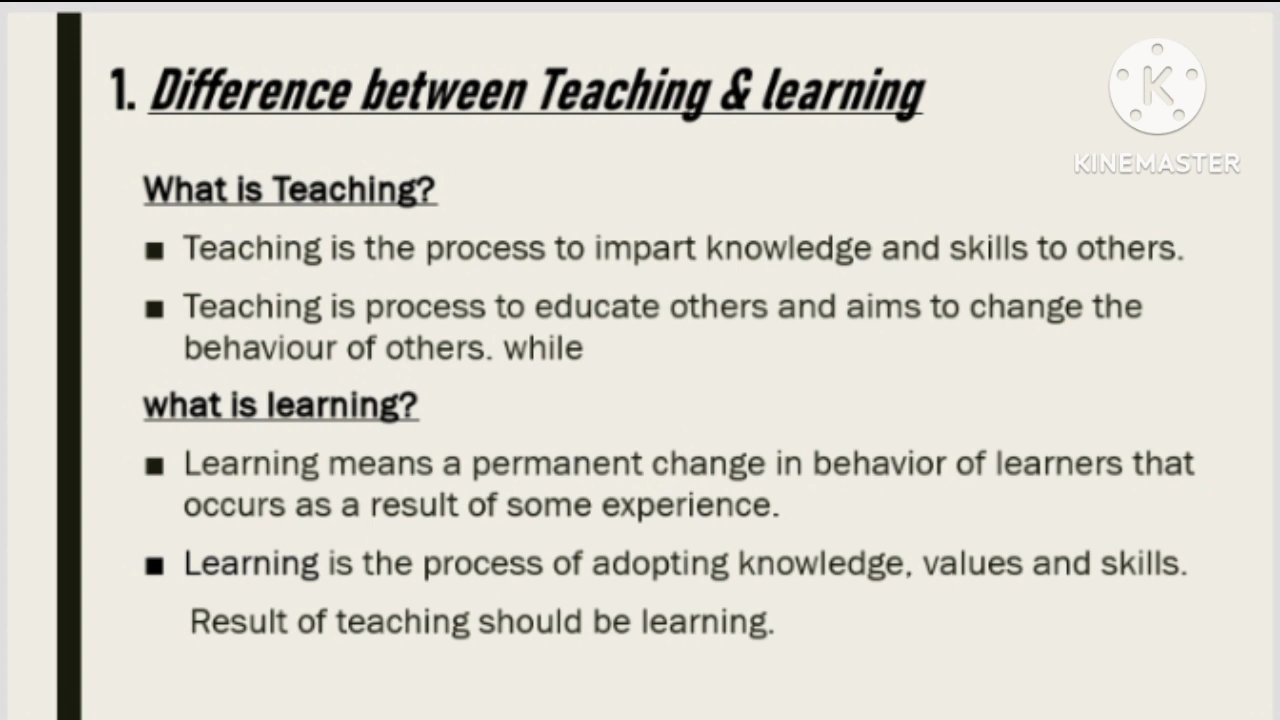 1. Difference between Teaching & learning
KINEMASTER
What is Teaching?
■ Teaching is the process to impart knowledge and skills to others.
■ Teaching is process to educate others and aims to change the
behaviour of others. while
what is learning?
■ Learning means a permanent change in behavior of learners that
occurs as a result of some experience.
■ Learning is the process of adopting knowledge, values and skills.
Result of teaching should be learning.